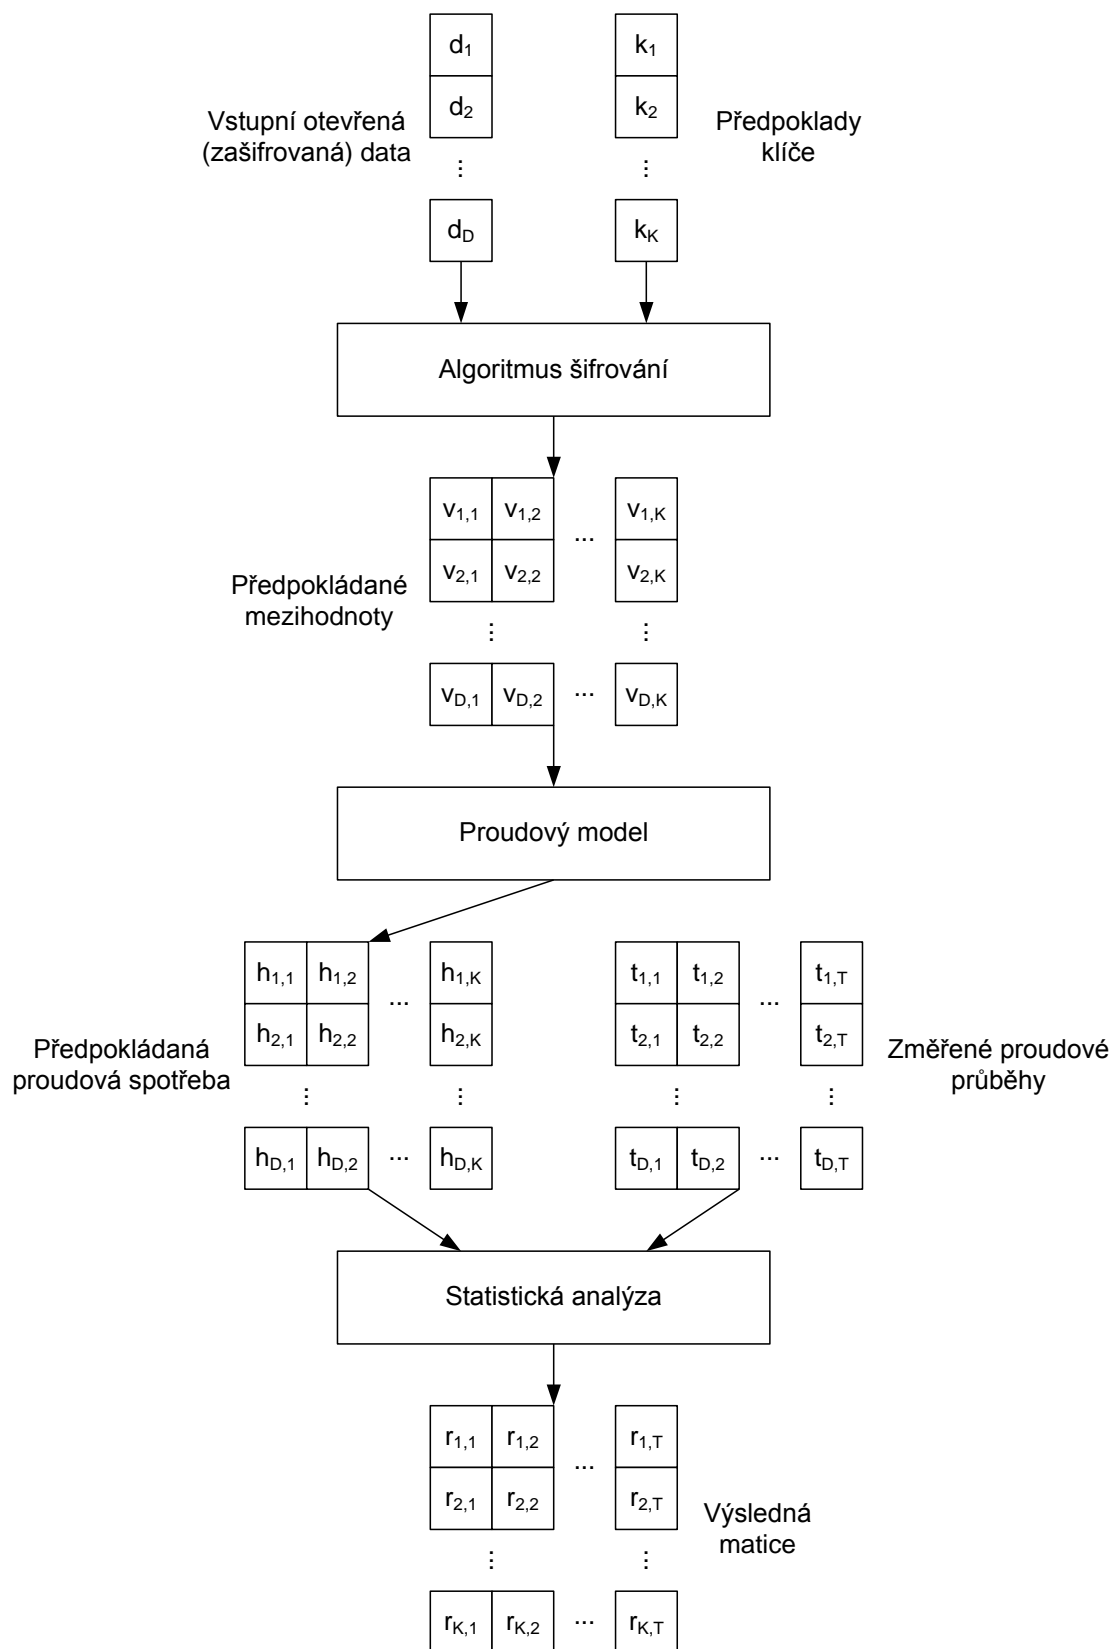 d1 k1
d2 k2
Vstupní otevřená
(zašifrovaná) data
Předpoklady
klíče
⋮ ⋮
dD kK
Algoritmus šifrování
v1,1 v1,2 ... v1,K
v2,1 v2,2 v2,K
Předpokládané
mezihodnoty
⋮ ⋮
vD,1 vD,2 ... vD,K
Proudový model
h1,1 h1,2 ... h1,K
h2,1 h2,2 h2,K
Předpokládaná
proudová spotřeba
⋮ ⋮
hD,1 hD,2 ... hD,K
t1,1 t1,2 ... t1,T
t2,1 t2,2 t2,T
Změřené proudové
průběhy
⋮ ⋮
tD,1 tD,2 ... tD,T
Statistická analýza
r1,1 r1,2 ... r1,T
r2,1 r2,2 r2,T
Výsledná
matice
⋮ ⋮
rK,1 rK,2 ... rK,T